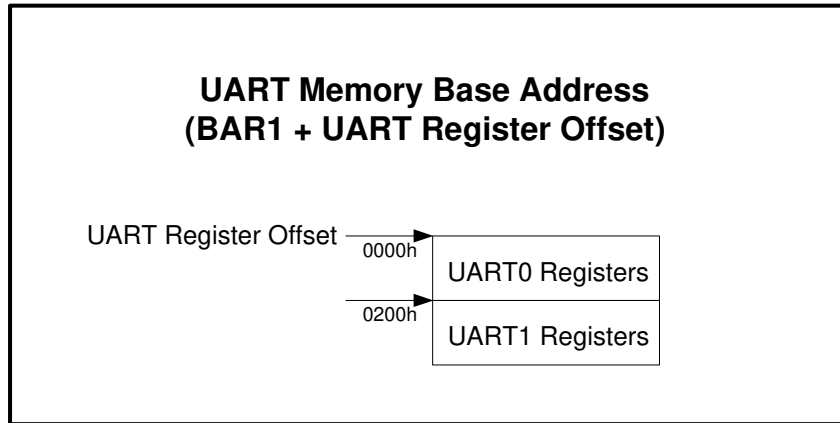 UART Memory Base Address
(BAR1 + UART Register Offset)
UART Register Offset
0000h
UART0 Registers
0200h
UART1 Registers